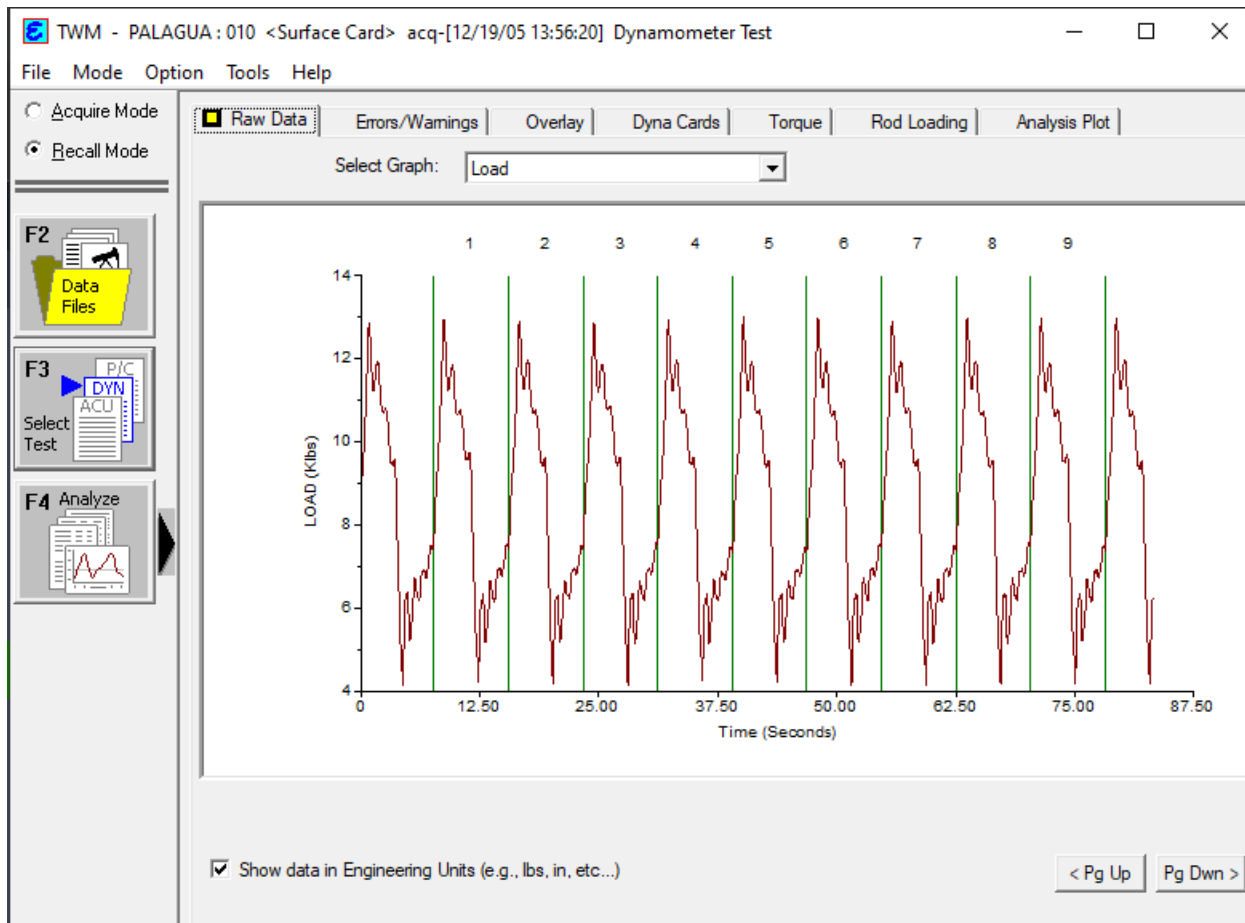 TWM - PALAGUA : 010 <Surface Card> acq-[12/19/05 13:56:20] Dynamometer Test
File Mode Option Tools Help
Acquire Mode
Recall Mode
F2
Data
Files
F3
P/C
DYN
ACU
Select
Test
F4 Analyze
Raw Data Errors/Warnings Overlay Dyna Cards Torque Rod Loading Analysis Plot
Select Graph: Load
1 2 3 4 5 6 7 8 9
14
12
10
8
6
4
LOAD (Klbs)
0 12.50 25.00 37.50 50.00 62.50 75.00 87.50
Time (Seconds)
Show data in Engineering Units (e.g., lbs, in, etc...)
< Pg Up Pg Dwn >